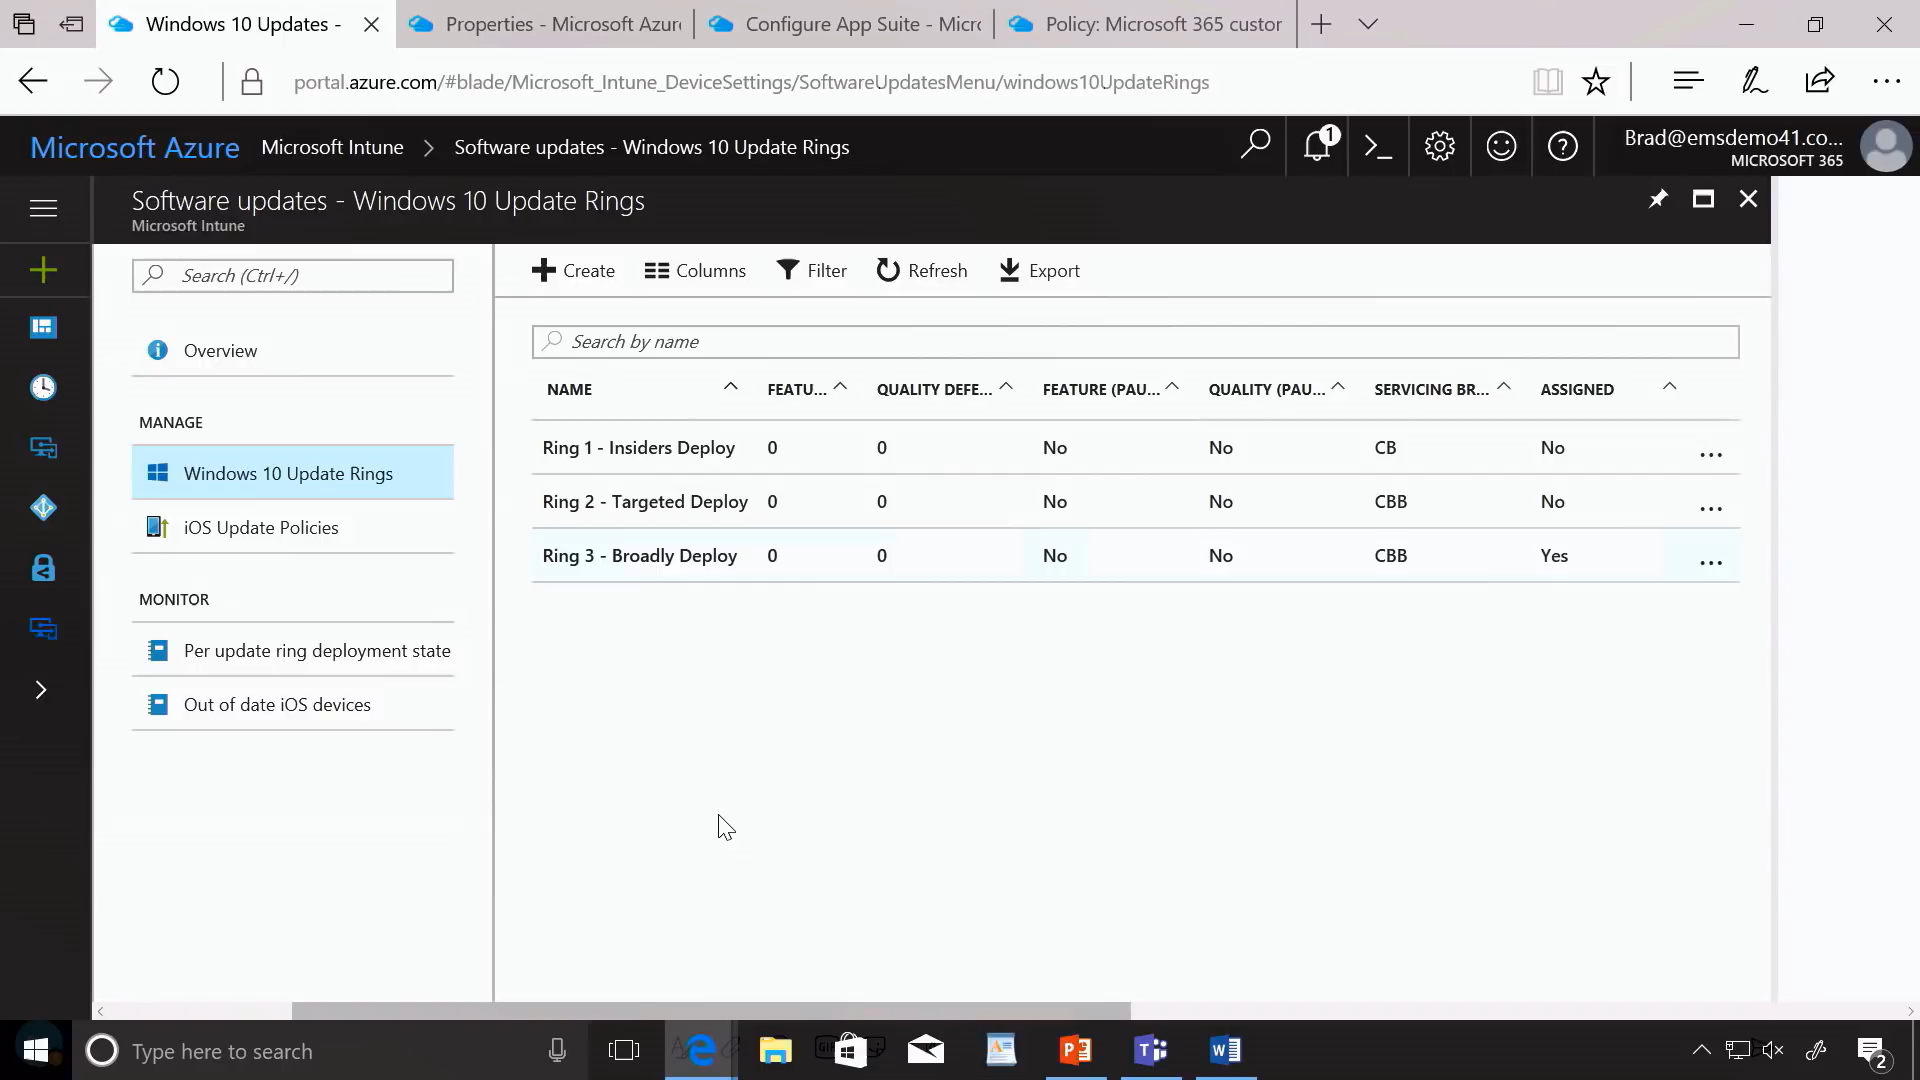 Windows 10 Updates -
Properties - Microsoft Azur
Configure App Suite - Micr
Policy: Microsoft 365 custor
portal.azure.com/#blade/Microsoft_Intune_DeviceSettings/SoftwareUpdatesMenu/windows10UpdateRings
Microsoft Azure
Microsoft Intune
Software updates - Windows 10 Update Rings
1
Brad@emsdemo41.co...
MICROSOFT 365
Software updates - Windows 10 Update Rings
Microsoft Intune
Search (Ctrl+/)
Overview
MANAGE
Windows 10 Update Rings
iOS Update Policies
MONITOR
Per update ring deployment state
Out of date iOS devices
Create Columns Filter Refresh Export
Search by name
NAME FEATU... QUALITY DEFE... FEATURE (PAU... QUALITY (PAU... SERVICING BR... ASSIGNED
Ring 1 - Insiders Deploy 0 0 No No CB No ...
Ring 2 - Targeted Deploy 0 0 No No CBB No ...
Ring 3 - Broadly Deploy 0 0 No No CBB Yes ...
Type here to search
2